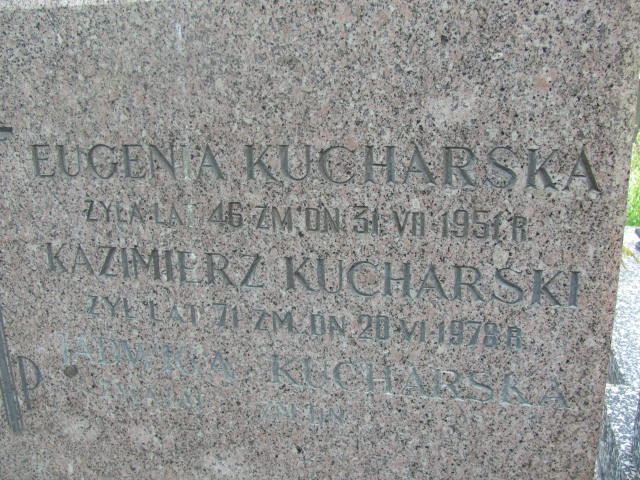 EUGENIA KUCHARSKA
ŻYŁA LAT 46 ZM. DN. 31 VII 1951 R.
KAZIMIERZ KUCHARSKI
ŻYŁ LAT 71 ZM. DN. 20 VI 1978 R.
JADWIGA KUCHARSKA
P